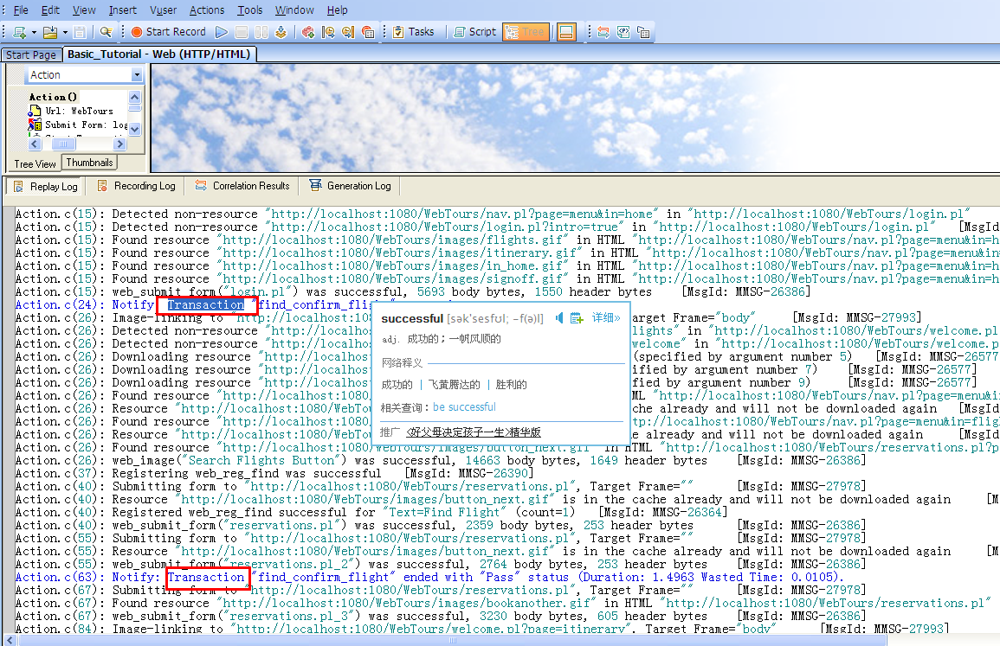 File Edit View Insert Vuser Actions Tools Window Help
Start Record Tasks Script Tree
Start Page Basic_Tutorial - Web (HTTP/HTML)
Action
Action()
Url: WebTours
Submit Form: log
Tree View Thumbnails
Replay Log Recording Log Correlation Results Generation Log
Action.c(15): Detected non-resource "http://localhost:1080/WebTours/nav.pl?page=menu&in=home" in "http://localhost:1080/WebTours/login.pl"
Action.c(15): Detected non-resource "http://localhost:1080/WebTours/login.pl?intro=true" in "http://localhost:1080/WebTours/login.pl" [MsgId
Action.c(15): Found resource "http://localhost:1080/WebTours/images/flights.gif" in HTML "http://localhost:1080/WebTours/nav.pl?page=menu&in=
Action.c(15): Found resource "http://localhost:1080/WebTours/images/itinerary.gif" in HTML "http://localhost:1080/WebTours/nav.pl?page=menu&in
Action.c(15): Found resource "http://localhost:1080/WebTours/images/in_home.gif" in HTML "http://localhost:1080/WebTours/nav.pl?page=menu&in=
Action.c(15): Found resource "http://localhost:1080/WebTours/images/signoff.gif" in HTML "http://localhost:1080/WebTours/nav.pl?page=menu&in=
Action.c(15): web_submit_form("login.pl") was successful, 5693 body bytes, 1550 header bytes [MsgId: MMSG-26386]
Action.c(24): Notify: Transaction "find_confirm_flight"
Action.c(26): Image-linking to "http://localhost ge Frame="body" [MsgId: MMSG-27993]
Action.c(26): Detected non-resource "http://loca lights" in "http://localhost:1080/WebTours/welcome.pl
Action.c(26): Detected non-resource "http://loca welcome" in "http://localhost:1080/WebTours/welcome.p
Action.c(26): Downloading resource "http://local (specified by argument number 5) [MsgId: MMSG-26577
Action.c(26): Downloading resource "http://local fied by argument number 7) [MsgId: MMSG-26577]
Action.c(26): Downloading resource "http://local fied by argument number 9) [MsgId: MMSG-26577]
Action.c(26): Found resource "http://localhost:1 ML "http://localhost:1080/WebTours/nav.pl?page=menu&in
Action.c(26): Resource "http://localhost:1080/We che already and will not be downloaded again [Msg
Action.c(26): Found resource "http://localhost:1 tp://localhost:1080/WebTours/nav.pl?page=menu&in=flig
Action.c(26): Resource "http://localhost:1080/We e already and will not be downloaded again [MsgId
Action.c(26): Found resource "http://localhost:1080/WebTours/images/button_next.gif" in HTML "http://localhost:1080/WebTours/reservations.pl?p
Action.c(26): web_image("Search Flights Button") was successful, 14663 body bytes, 1649 header bytes [MsgId: MMSG-26386]
Action.c(37): Registering web_reg_find was successful [MsgId: MMSG-26390]
Action.c(40): Submitting form to "http://localhost:1080/WebTours/reservations.pl", Target Frame="" [MsgId: MMSG-27978]
Action.c(40): Resource "http://localhost:1080/WebTours/images/button_next.gif" is in the cache already and will not be downloaded again [M
Action.c(40): Registered web_reg_find successful for "Text=Find Flight" (count=1) [MsgId: MMSG-26364]
Action.c(40): web_submit_form("reservations.pl") was successful, 2359 body bytes, 253 header bytes [MsgId: MMSG-26386]
Action.c(55): Submitting form to "http://localhost:1080/WebTours/reservations.pl", Target Frame="" [MsgId: MMSG-27978]
Action.c(55): Resource "http://localhost:1080/WebTours/images/button_next.gif" is in the cache already and will not be downloaded again [M
Action.c(55): web_submit_form("reservations.pl_2") was successful, 2764 body bytes, 253 header bytes [MsgId: MMSG-26386]
Action.c(63): Notify: Transaction "find_confirm_flight" ended with "Pass" status (Duration: 1.4963 Wasted Time: 0.0105).
Action.c(67): Submitting form to "http://localhost:1080/WebTours/reservations.pl", Target Frame="" [MsgId: MMSG-27978]
Action.c(67): Found resource "http://localhost:1080/WebTours/images/bookanother.gif" in HTML "http://localhost:1080/WebTours/reservations.pl"
Action.c(67): web_submit_form("reservations.pl_3") was successful, 3230 body bytes, 605 header bytes [MsgId: MMSG-26386]
Action.c(84): Image-linking to "http://localhost:1080/WebTours/welcome.pl?page=itinerary", Target Frame="body" [MsgId: MMSG-27993]
successful [sək'sesfʊl; -f(ə)l] 详细»
adj. 成功的；一帆风顺的
网络释义
成功的 | 飞黄腾达的 | 胜利的
相关查询：be successful
推广 《好父母决定孩子一生》精华版